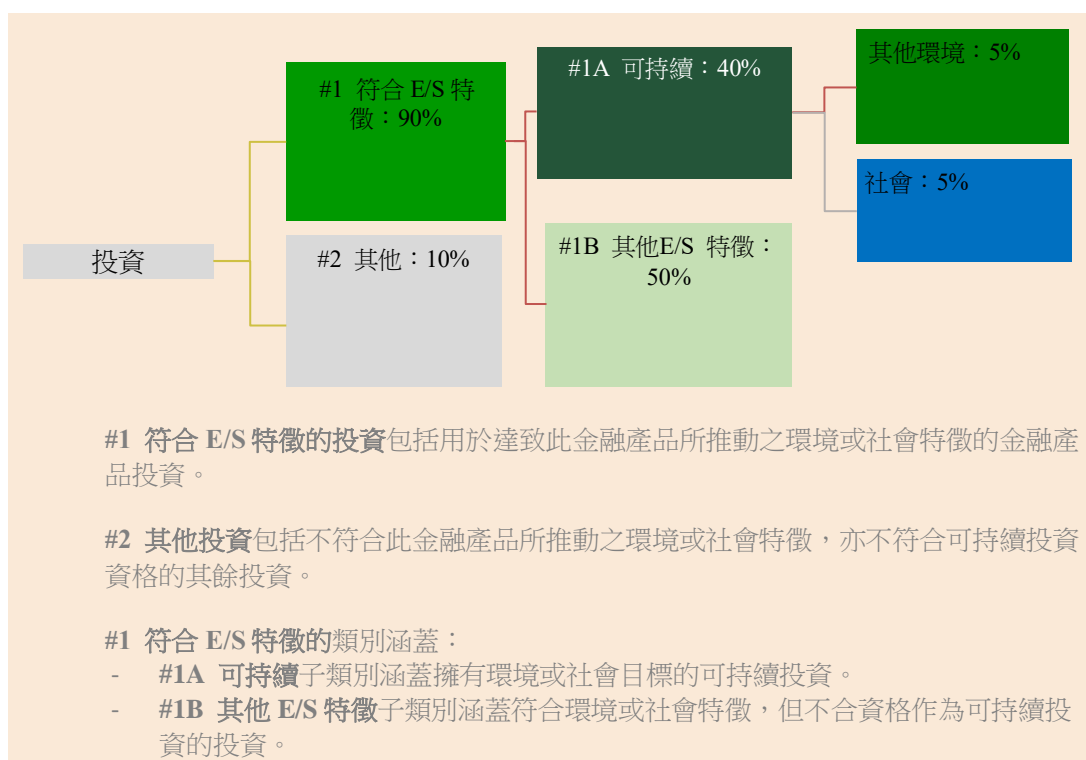 投資
#1 符合 E/S 特
徵：90%
#2 其他：10%
#1A 可持續：40%
#1B 其他E/S 特徵：
50%
其他環境：5%
社會：5%
#1 符合 E/S 特徵的投資包括用於達致此金融產品所推動之環境或社會特徵的金融產
品投資。
#2 其他投資包括不符合此金融產品所推動之環境或社會特徵，亦不符合可持續投資
資格的其餘投資。
#1 符合 E/S 特徵的類別涵蓋：
- #1A 可持續子類別涵蓋擁有環境或社會目標的可持續投資。
- #1B 其他 E/S 特徵子類別涵蓋符合環境或社會特徵，但不合資格作為可持續投
資的投資。